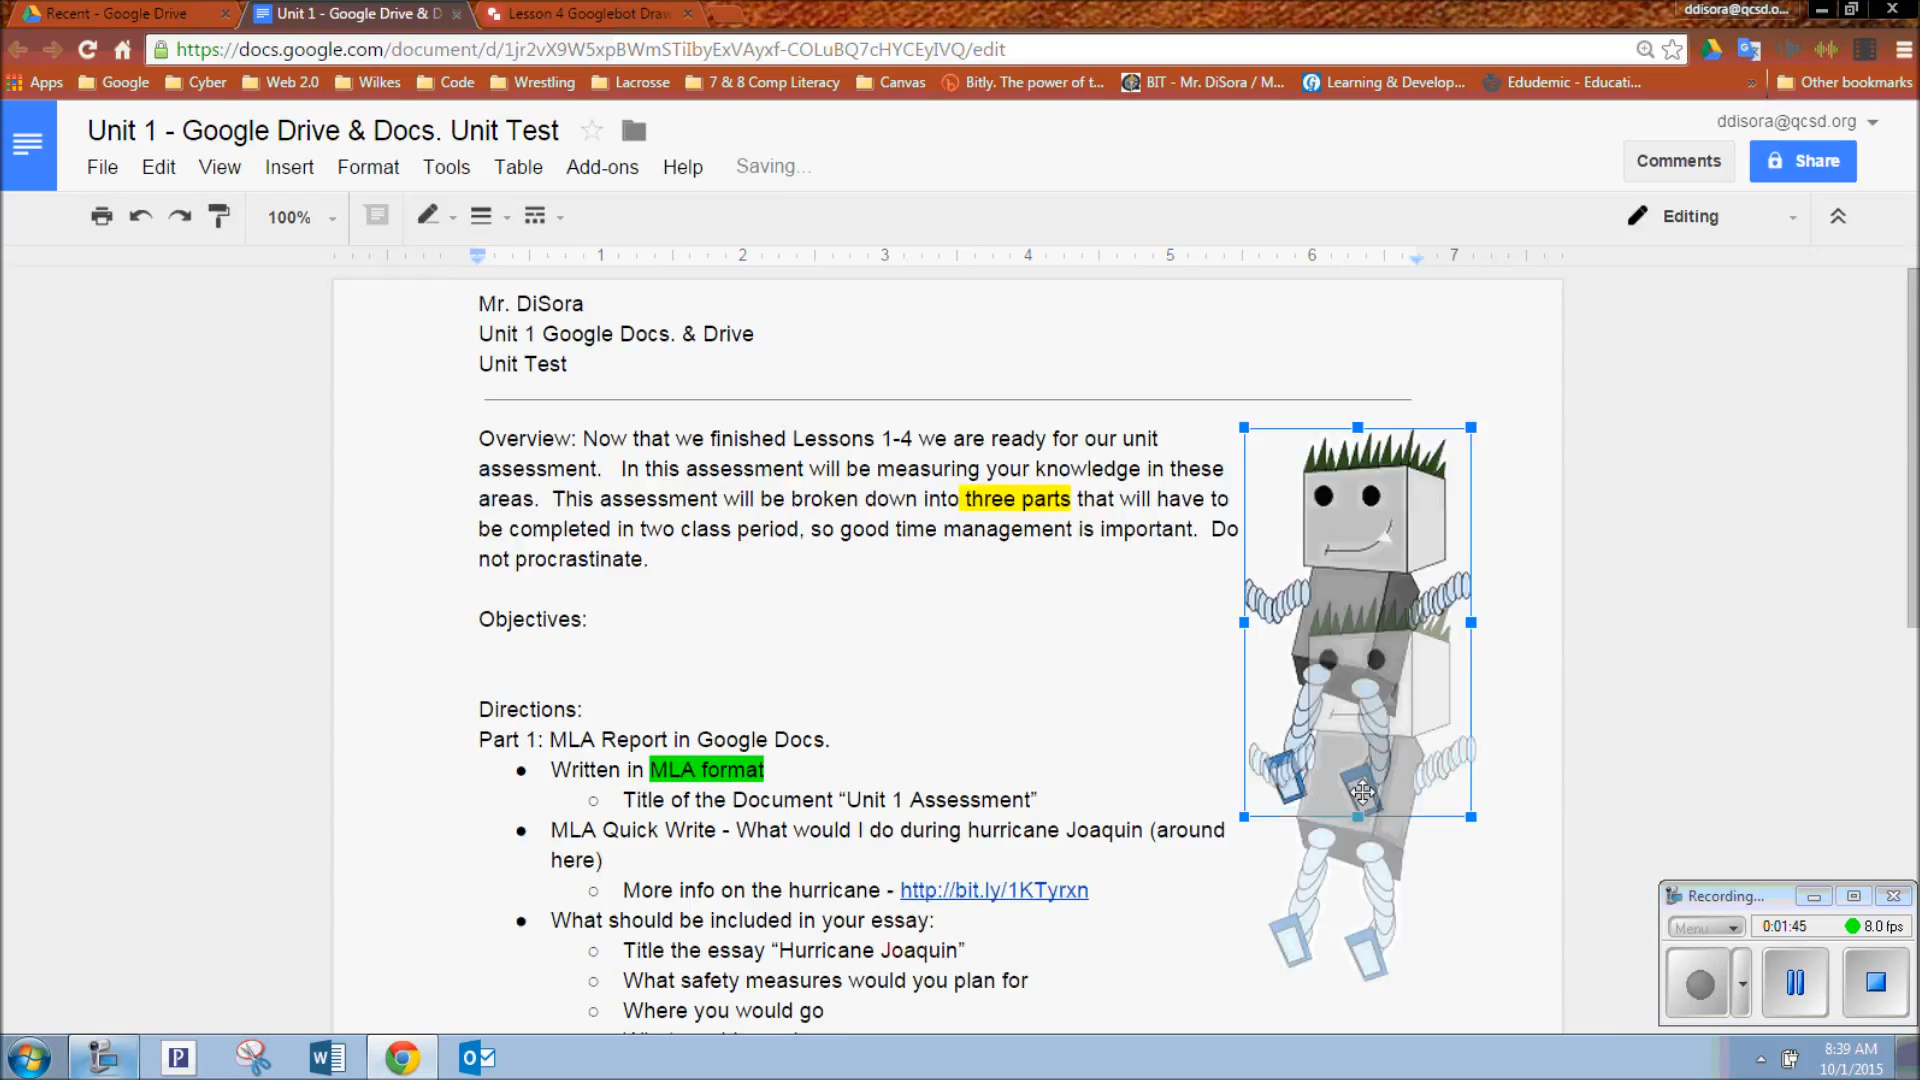 Recent - Google Drive
Unit 1 - Google Drive & D
Lesson 4 Googlebot Draw
ddisora@qcsd.o...
https://docs.google.com/document/d/1jr2vX9W5xpBWmSTiIbyExVAyxf-COLuBQ7cHYCEyIVQ/edit
Apps
Google
Cyber
Web 2.0
Wilkes
Code
Wrestling
Lacrosse
7 & 8 Comp Literacy
Canvas
Bitly. The power of t...
BIT - Mr. DiSora / M...
Learning & Develop...
Edudemic - Educati...
»
Other bookmarks
Unit 1 - Google Drive & Docs. Unit Test
ddisora@qcsd.org
File Edit View Insert Format Tools Table Add-ons Help Saving...
Comments
Share
100%
Editing
1 2 3 4 5 6 7
Mr. DiSora
Unit 1 Google Docs. & Drive
Unit Test
Overview: Now that we finished Lessons 1-4 we are ready for our unit
assessment. In this assessment will be measuring your knowledge in these
areas. This assessment will be broken down into three parts that will have to
be completed in two class period, so good time management is important. Do
not procrastinate.
Objectives:
Directions:
Part 1: MLA Report in Google Docs.
● Written in MLA format
○ Title of the Document “Unit 1 Assessment”
● MLA Quick Write - What would I do during hurricane Joaquin (around
here)
○ More info on the hurricane - http://bit.ly/1KTyrxn
● What should be included in your essay:
○ Title the essay “Hurricane Joaquin”
○ What safety measures would you plan for
○ Where you would go
Recording...
Menu
0:01:45
8.0 fps
8:39 AM
10/1/2015